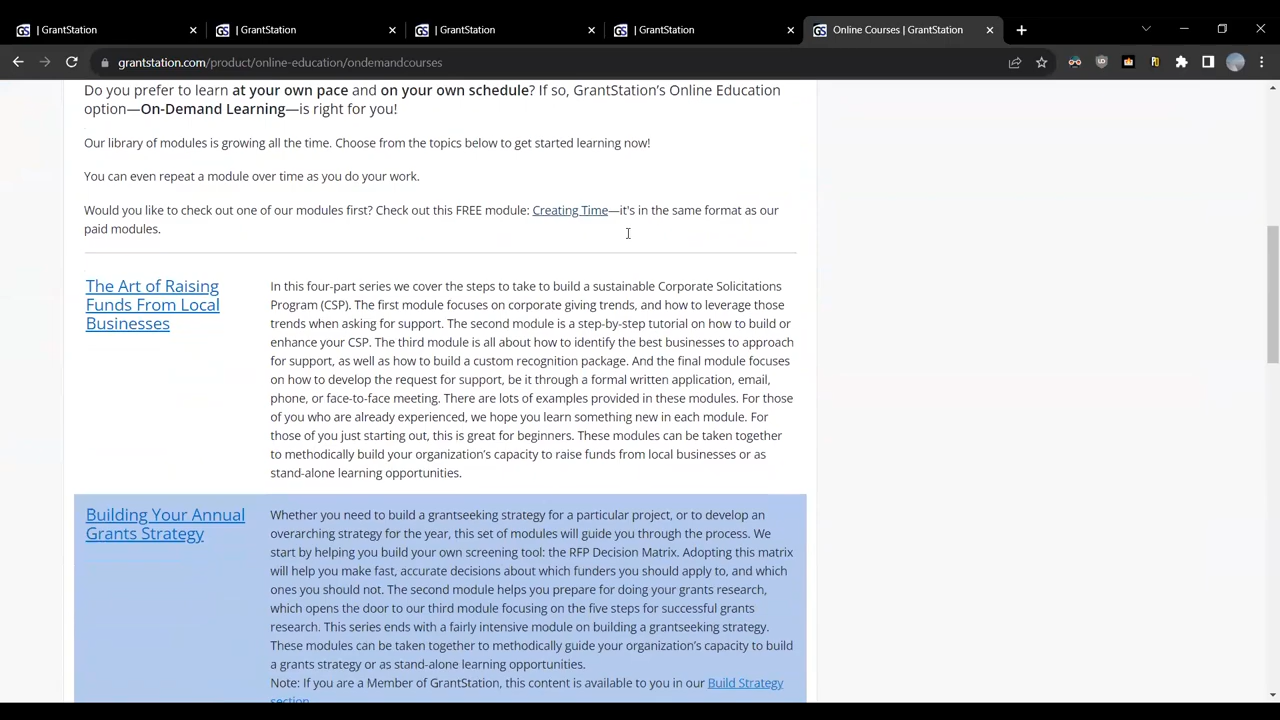 | GrantStation
| GrantStation
| GrantStation
| GrantStation
Online Courses | GrantStation
grantstation.com/product/online-education/ondemandcourses
Do you prefer to learn at your own pace and on your own schedule? If so, GrantStation's Online Education
option—On-Demand Learning—is right for you!
Our library of modules is growing all the time. Choose from the topics below to get started learning now!
You can even repeat a module over time as you do your work.
Would you like to check out one of our modules first? Check out this FREE module: Creating Time—it's in the same format as our
paid modules.
The Art of Raising
Funds From Local
Businesses
In this four-part series we cover the steps to take to build a sustainable Corporate Solicitations
Program (CSP). The first module focuses on corporate giving trends, and how to leverage those
trends when asking for support. The second module is a step-by-step tutorial on how to build or
enhance your CSP. The third module is all about how to identify the best businesses to approach
for support, as well as how to build a custom recognition package. And the final module focuses
on how to develop the request for support, be it through a formal written application, email,
phone, or face-to-face meeting. There are lots of examples provided in these modules. For those
of you who are already experienced, we hope you learn something new in each module. For
those of you just starting out, this is great for beginners. These modules can be taken together
to methodically build your organization's capacity to raise funds from local businesses or as
stand-alone learning opportunities.
Building Your Annual
Grants Strategy
Whether you need to build a grantseeking strategy for a particular project, or to develop an
overarching strategy for the year, this set of modules will guide you through the process. We
start by helping you build your own screening tool: the RFP Decision Matrix. Adopting this matrix
will help you make fast, accurate decisions about which funders you should apply to, and which
ones you should not. The second module helps you prepare for doing your grants research,
which opens the door to our third module focusing on the five steps for successful grants
research. This series ends with a fairly intensive module on building a grantseeking strategy.
These modules can be taken together to methodically guide your organization's capacity to build
a grants strategy or as stand-alone learning opportunities.
Note: If you are a Member of GrantStation, this content is available to you in our Build Strategy
section